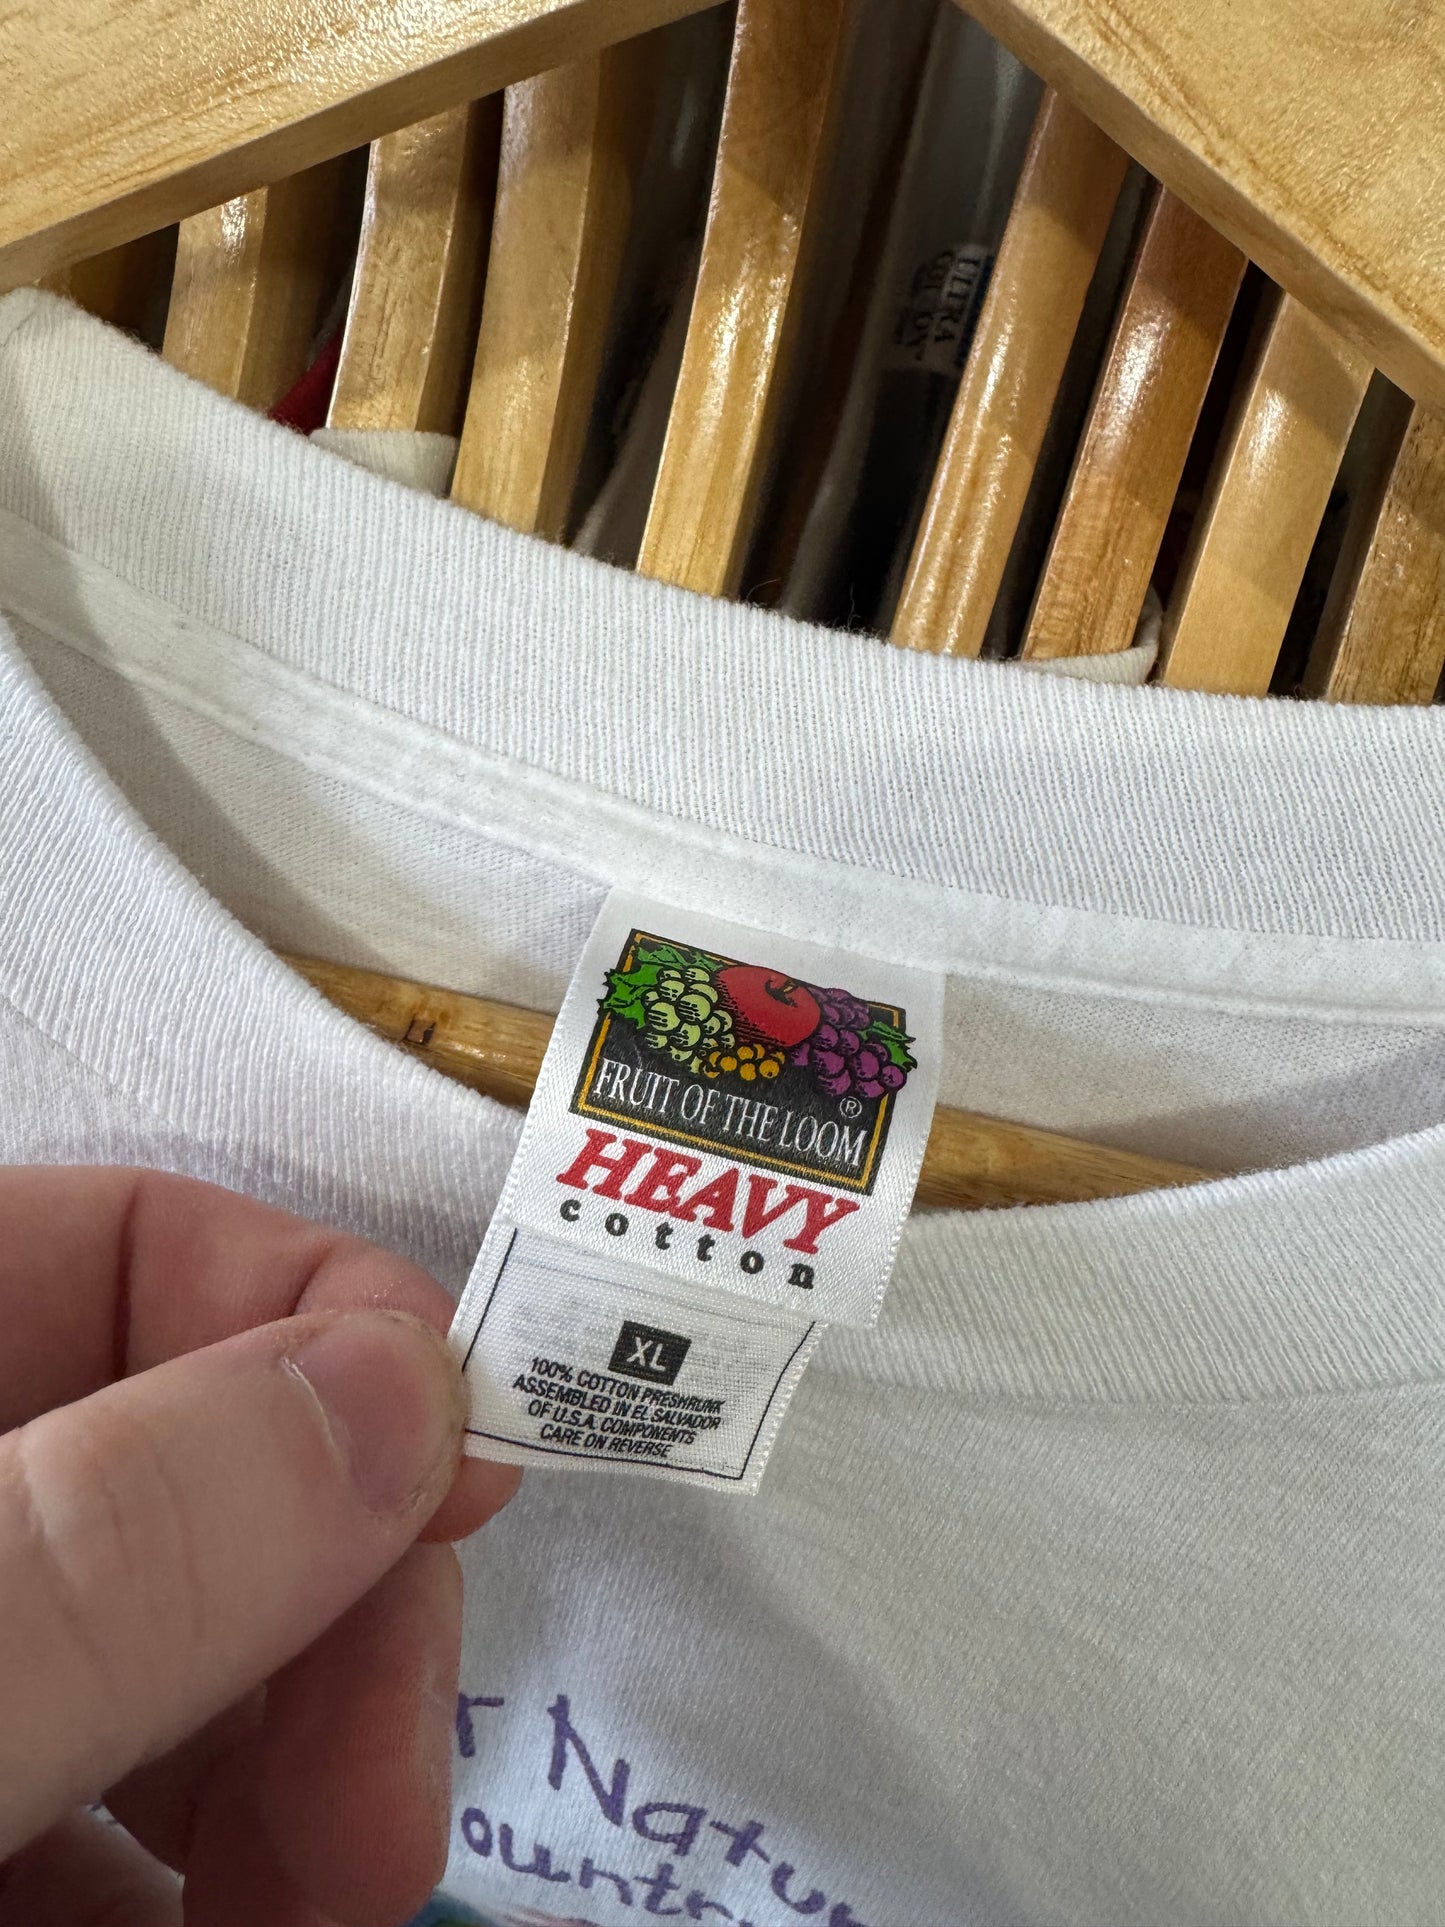 ULTRA
FRUIT OF THE LOOM ®
HEAVY
cotton
XL
100% COTTON PRESHRUNK
ASSEMBLED IN EL SALVADOR
OF U.S.A. COMPONENTS
CARE ON REVERSE